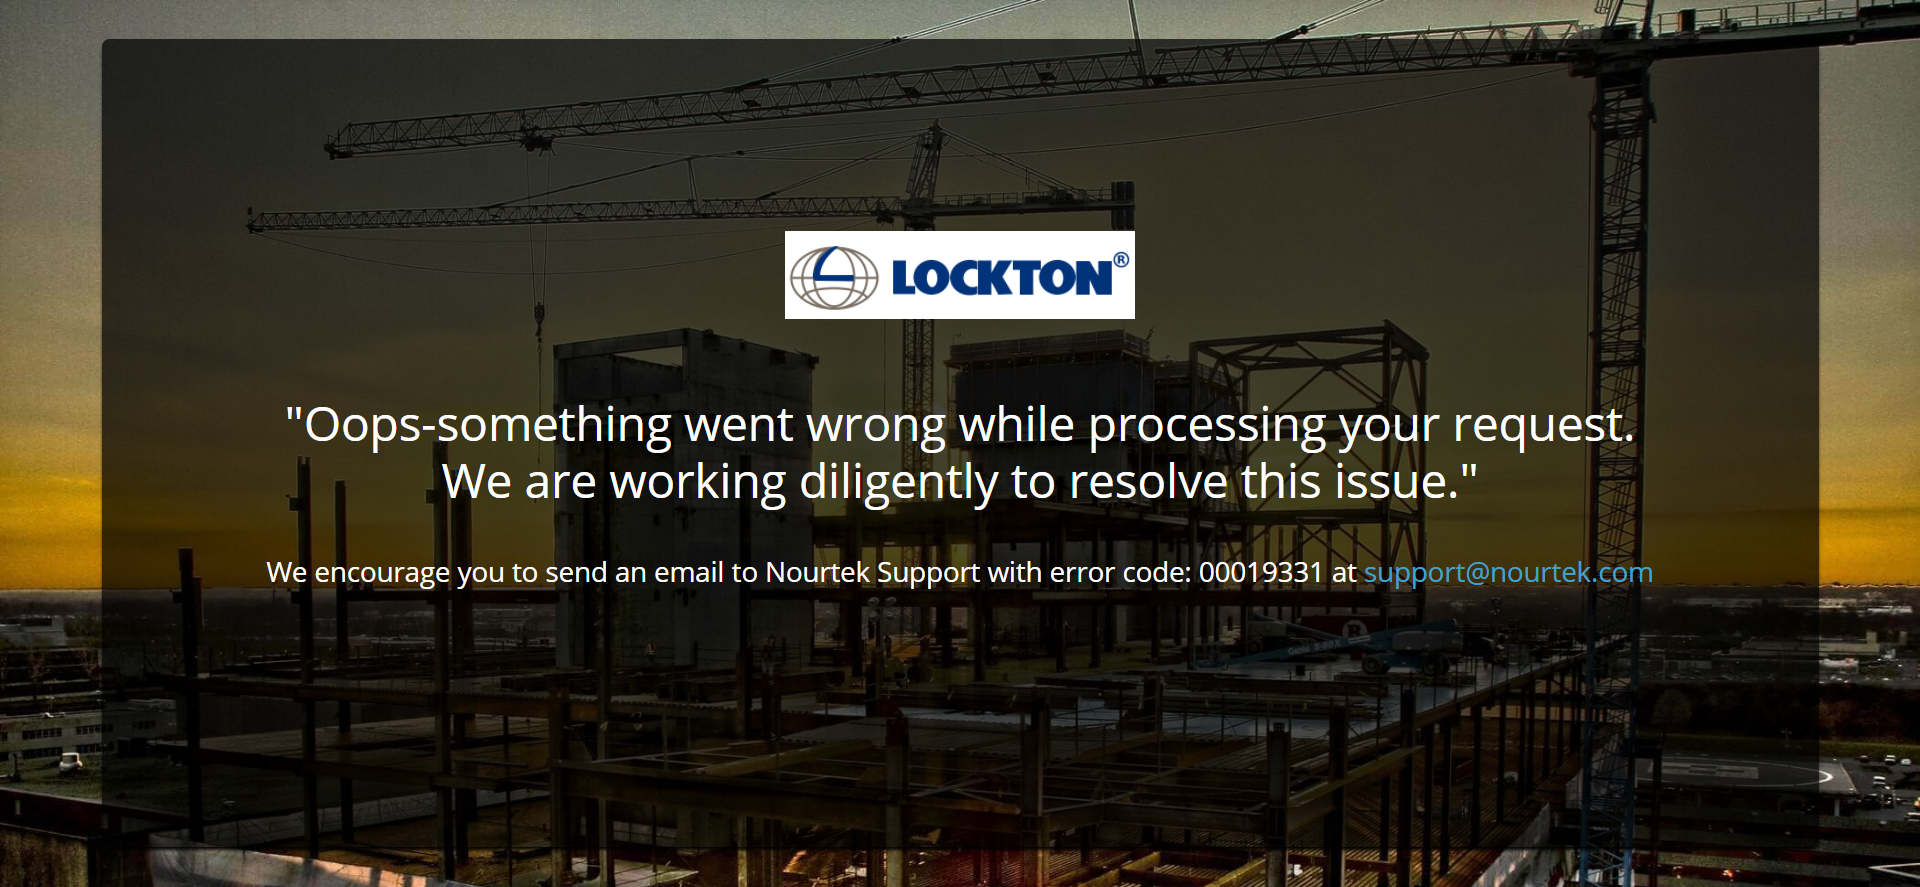 LOCKTON®
"Oops-something went wrong while processing your request.
We are working diligently to resolve this issue."
We encourage you to send an email to Nourtek Support with error code: 00019331 at support@nourtek.com